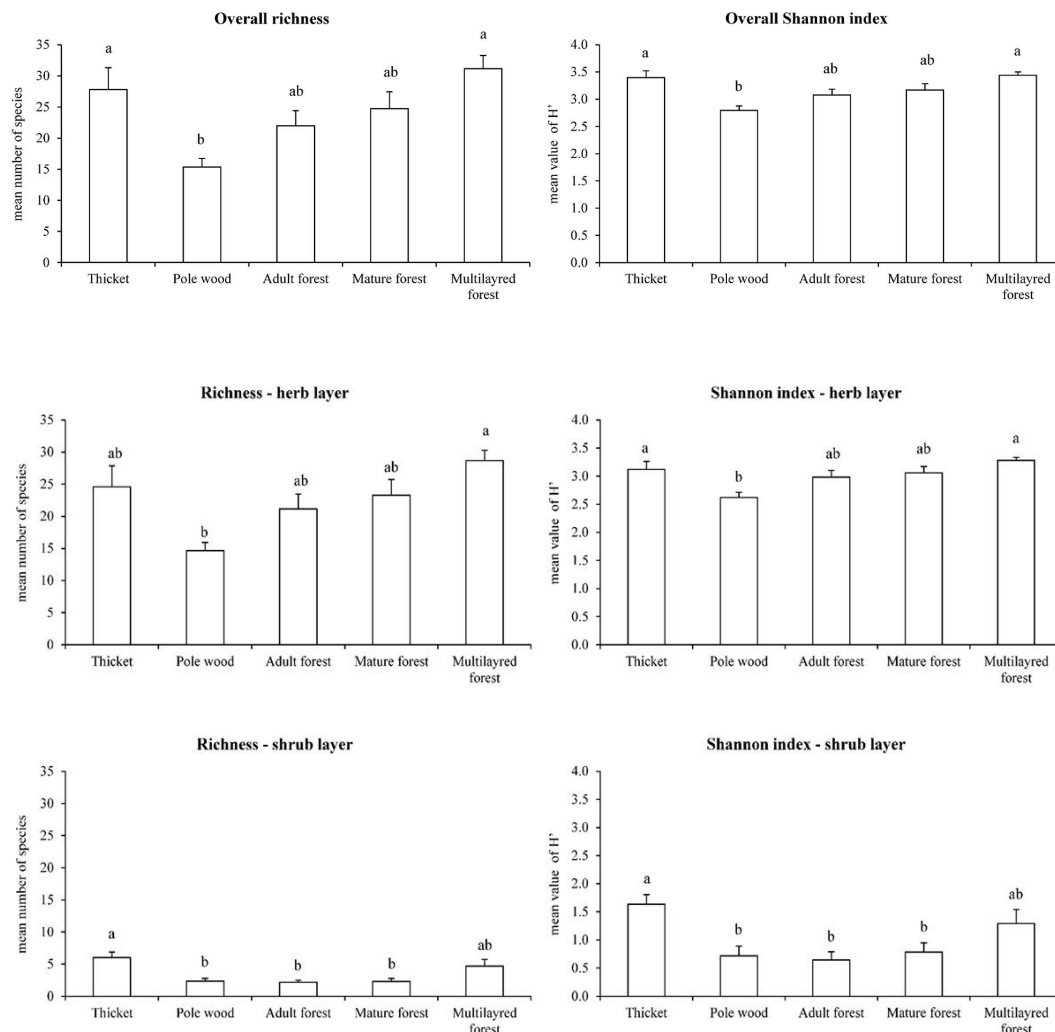 Overall richness
mean number of species
35
30
25
20
15
10
5
0
a
b
ab
ab
a
Thicket
Pole wood
Adult forest
Mature forest
Multilayred
forest
Overall Shannon index
mean value of H'
4.0
3.5
3.0
2.5
2.0
1.5
1.0
0.5
0.0
a
b
ab
ab
a
Thicket
Pole wood
Adult forest
Mature forest
Multilayred
forest
Richness - herb layer
mean number of species
35
30
25
20
15
10
5
0
ab
b
ab
ab
a
Thicket
Pole wood
Adult forest
Mature forest
Multilayred
forest
Shannon index - herb layer
mean value of H'
4.0
3.5
3.0
2.5
2.0
1.5
1.0
0.5
0.0
a
b
ab
ab
a
Thicket
Pole wood
Adult forest
Mature forest
Multilayred
forest
Richness - shrub layer
mean number of species
35
30
25
20
15
10
5
0
a
b
b
b
ab
Thicket
Pole wood
Adult forest
Mature forest
Multilayred
forest
Shannon index - shrub layer
mean value of H'
4.0
3.5
3.0
2.5
2.0
1.5
1.0
0.5
0.0
a
b
b
b
ab
Thicket
Pole wood
Adult forest
Mature forest
Multilayred
forest